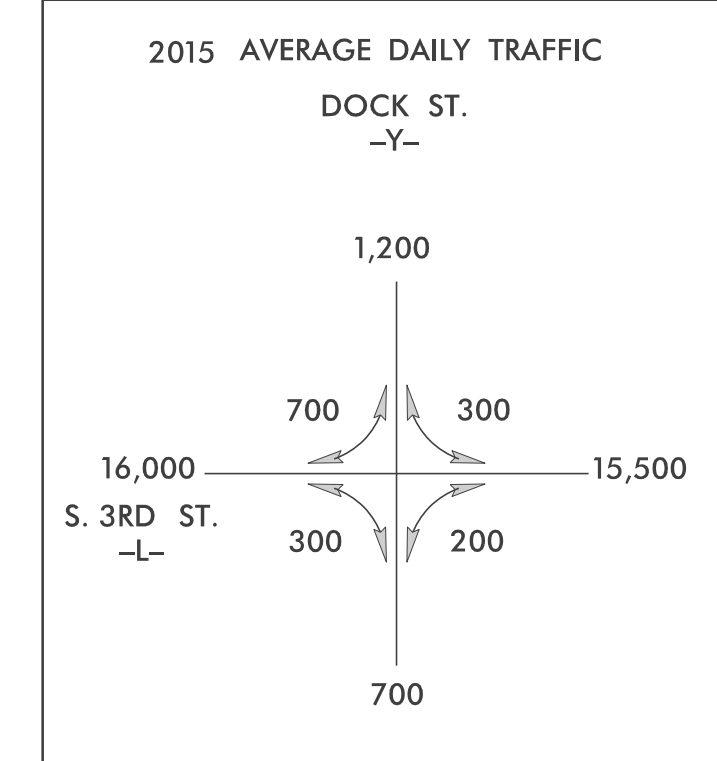 2015 AVERAGE DAILY TRAFFIC
DOCK ST.
–Y–
1,200
700 300
16,000 15,500
S. 3RD ST.
–L–
300 200
700